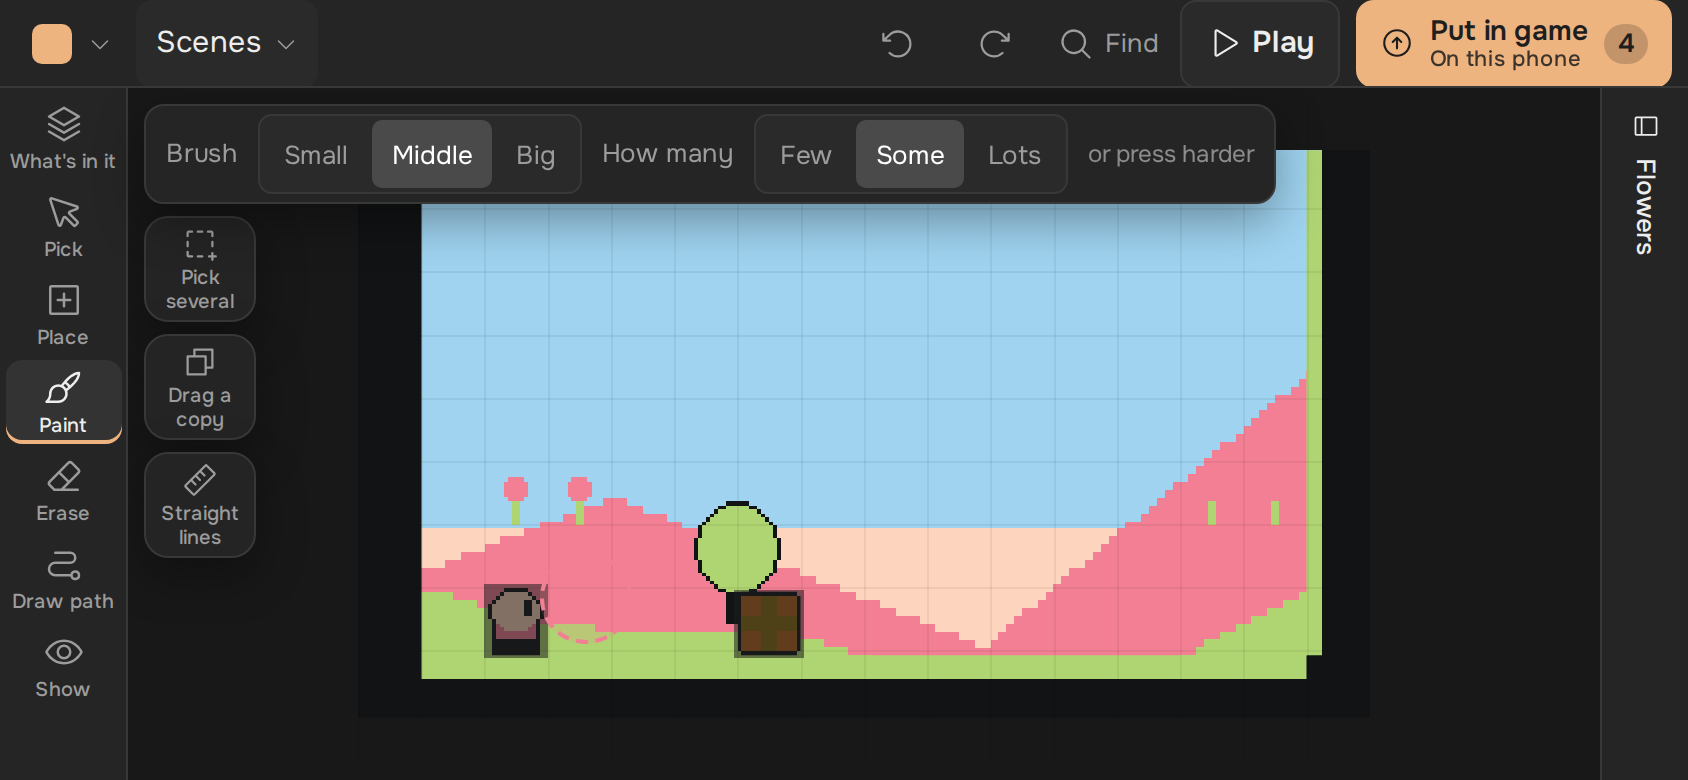 Scenes
Find
Play
Put in game
On this phone
4
What's in it
Pick
Place
Paint
Erase
Draw path
Show
Brush
Small
Middle
Big
How many
Few
Some
Lots
or press harder
Pick
several
Drag a
copy
Straight
lines
Flowers